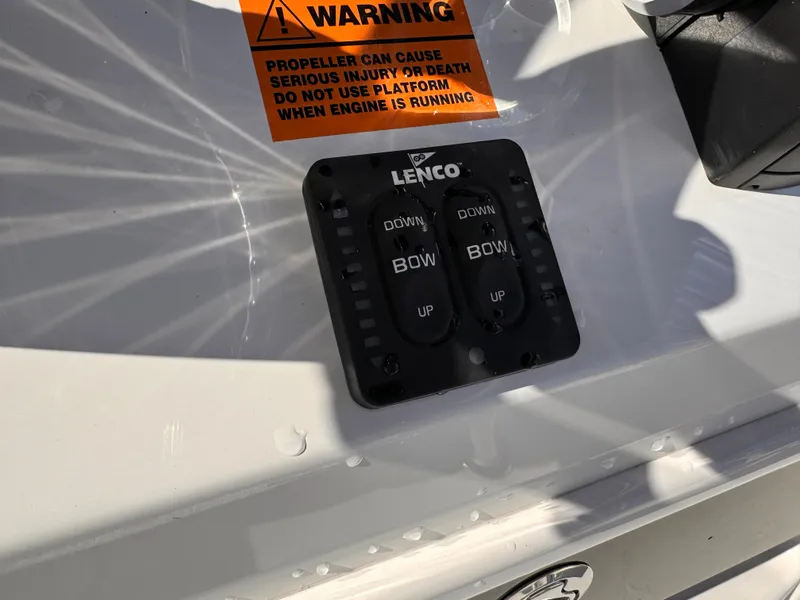 WARNING
PROPELLER CAN CAUSE
SERIOUS INJURY OR DEATH
DO NOT USE PLATFORM
WHEN ENGINE IS RUNNING
LENCO
DOWN DOWN
BOW BOW
UP UP